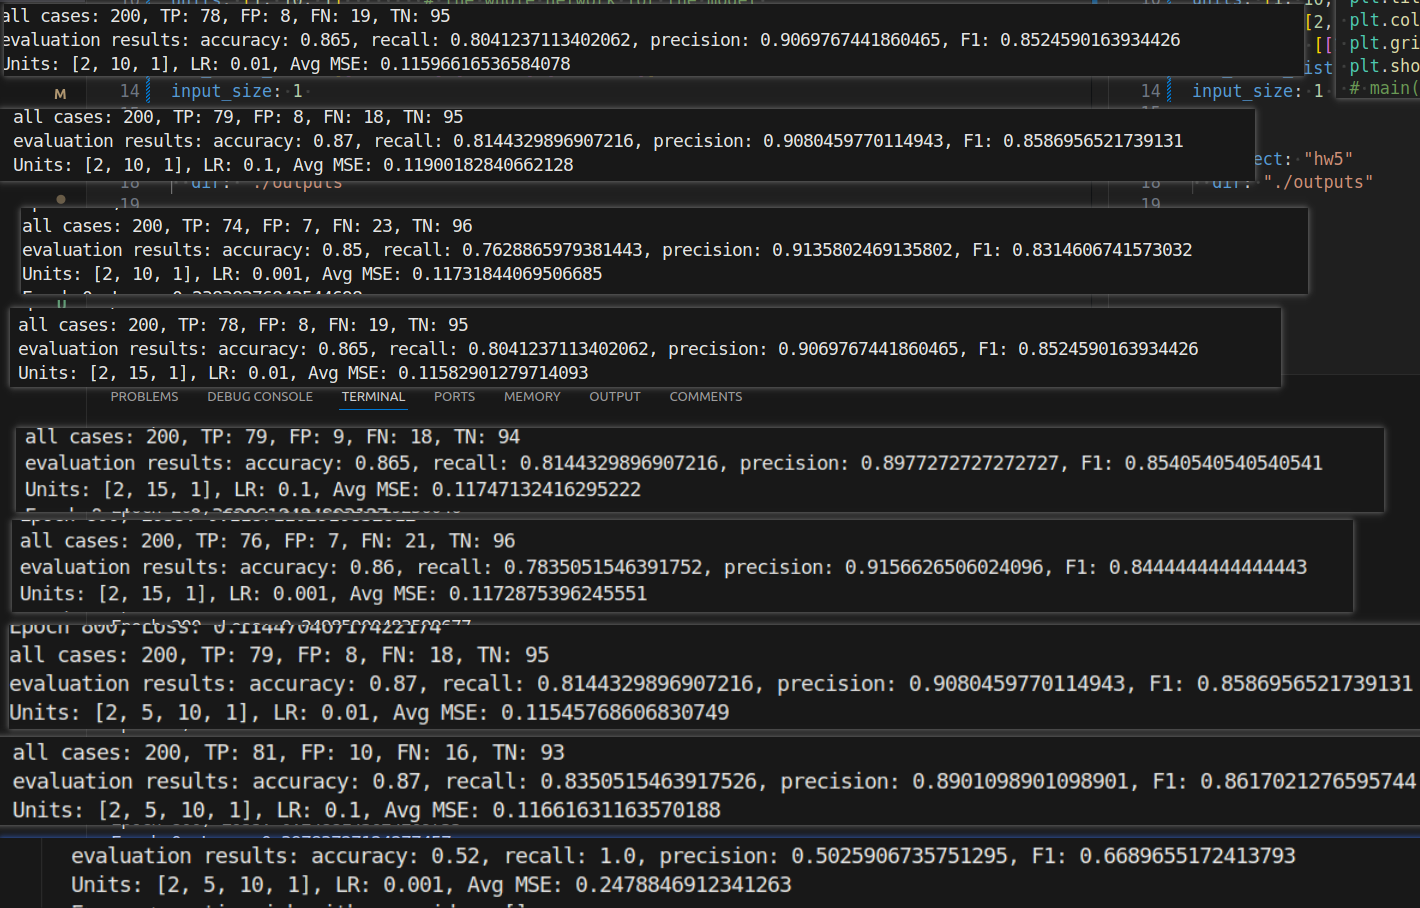 all cases: 200, TP: 78, FP: 8, FN: 19, TN: 95
evaluation results: accuracy: 0.865, recall: 0.8041237113402062, precision: 0.9069767441860465, F1: 0.8524590163934426
Units: [2, 10, 1], LR: 0.01, Avg MSE: 0.11596616536584078
[2,
[[
ist
plt.col
plt.gri
plt.sho
# main(
M
14 input_size: 1
14 input_size: 1
all cases: 200, TP: 79, FP: 8, FN: 18, TN: 95
evaluation results: accuracy: 0.87, recall: 0.8144329896907216, precision: 0.9080459770114943, F1: 0.8586956521739131
Units: [2, 10, 1], LR: 0.1, Avg MSE: 0.11900182840662128
ect: "hw5"
18 dir: "./outputs"
18 dir: "./outputs"
19
19
all cases: 200, TP: 74, FP: 7, FN: 23, TN: 96
evaluation results: accuracy: 0.85, recall: 0.7628865979381443, precision: 0.9135802469135802, F1: 0.8314606741573032
Units: [2, 10, 1], LR: 0.001, Avg MSE: 0.11731844069506685
all cases: 200, TP: 78, FP: 8, FN: 19, TN: 95
evaluation results: accuracy: 0.865, recall: 0.8041237113402062, precision: 0.9069767441860465, F1: 0.8524590163934426
Units: [2, 15, 1], LR: 0.01, Avg MSE: 0.11582901279714093
PROBLEMS DEBUG CONSOLE TERMINAL PORTS MEMORY OUTPUT COMMENTS
all cases: 200, TP: 79, FP: 9, FN: 18, TN: 94
evaluation results: accuracy: 0.865, recall: 0.8144329896907216, precision: 0.8977272727272727, F1: 0.8540540540540541
Units: [2, 15, 1], LR: 0.1, Avg MSE: 0.11747132416295222
all cases: 200, TP: 76, FP: 7, FN: 21, TN: 96
evaluation results: accuracy: 0.86, recall: 0.7835051546391752, precision: 0.9156626506024096, F1: 0.8444444444444443
Units: [2, 15, 1], LR: 0.001, Avg MSE: 0.1172875396245551
Epoch 800, Loss: 0.1144704671742217​4
all cases: 200, TP: 79, FP: 8, FN: 18, TN: 95
evaluation results: accuracy: 0.87, recall: 0.8144329896907216, precision: 0.9080459770114943, F1: 0.8586956521739131
Units: [2, 5, 10, 1], LR: 0.01, Avg MSE: 0.11545768606830749
all cases: 200, TP: 81, FP: 10, FN: 16, TN: 93
evaluation results: accuracy: 0.87, recall: 0.8350515463917526, precision: 0.8901098901098901, F1: 0.8617021276595744
Units: [2, 5, 10, 1], LR: 0.1, Avg MSE: 0.11661631163570188
evaluation results: accuracy: 0.52, recall: 1.0, precision: 0.5025906735751295, F1: 0.6689655172413793
Units: [2, 5, 10, 1], LR: 0.001, Avg MSE: 0.2478846912341263